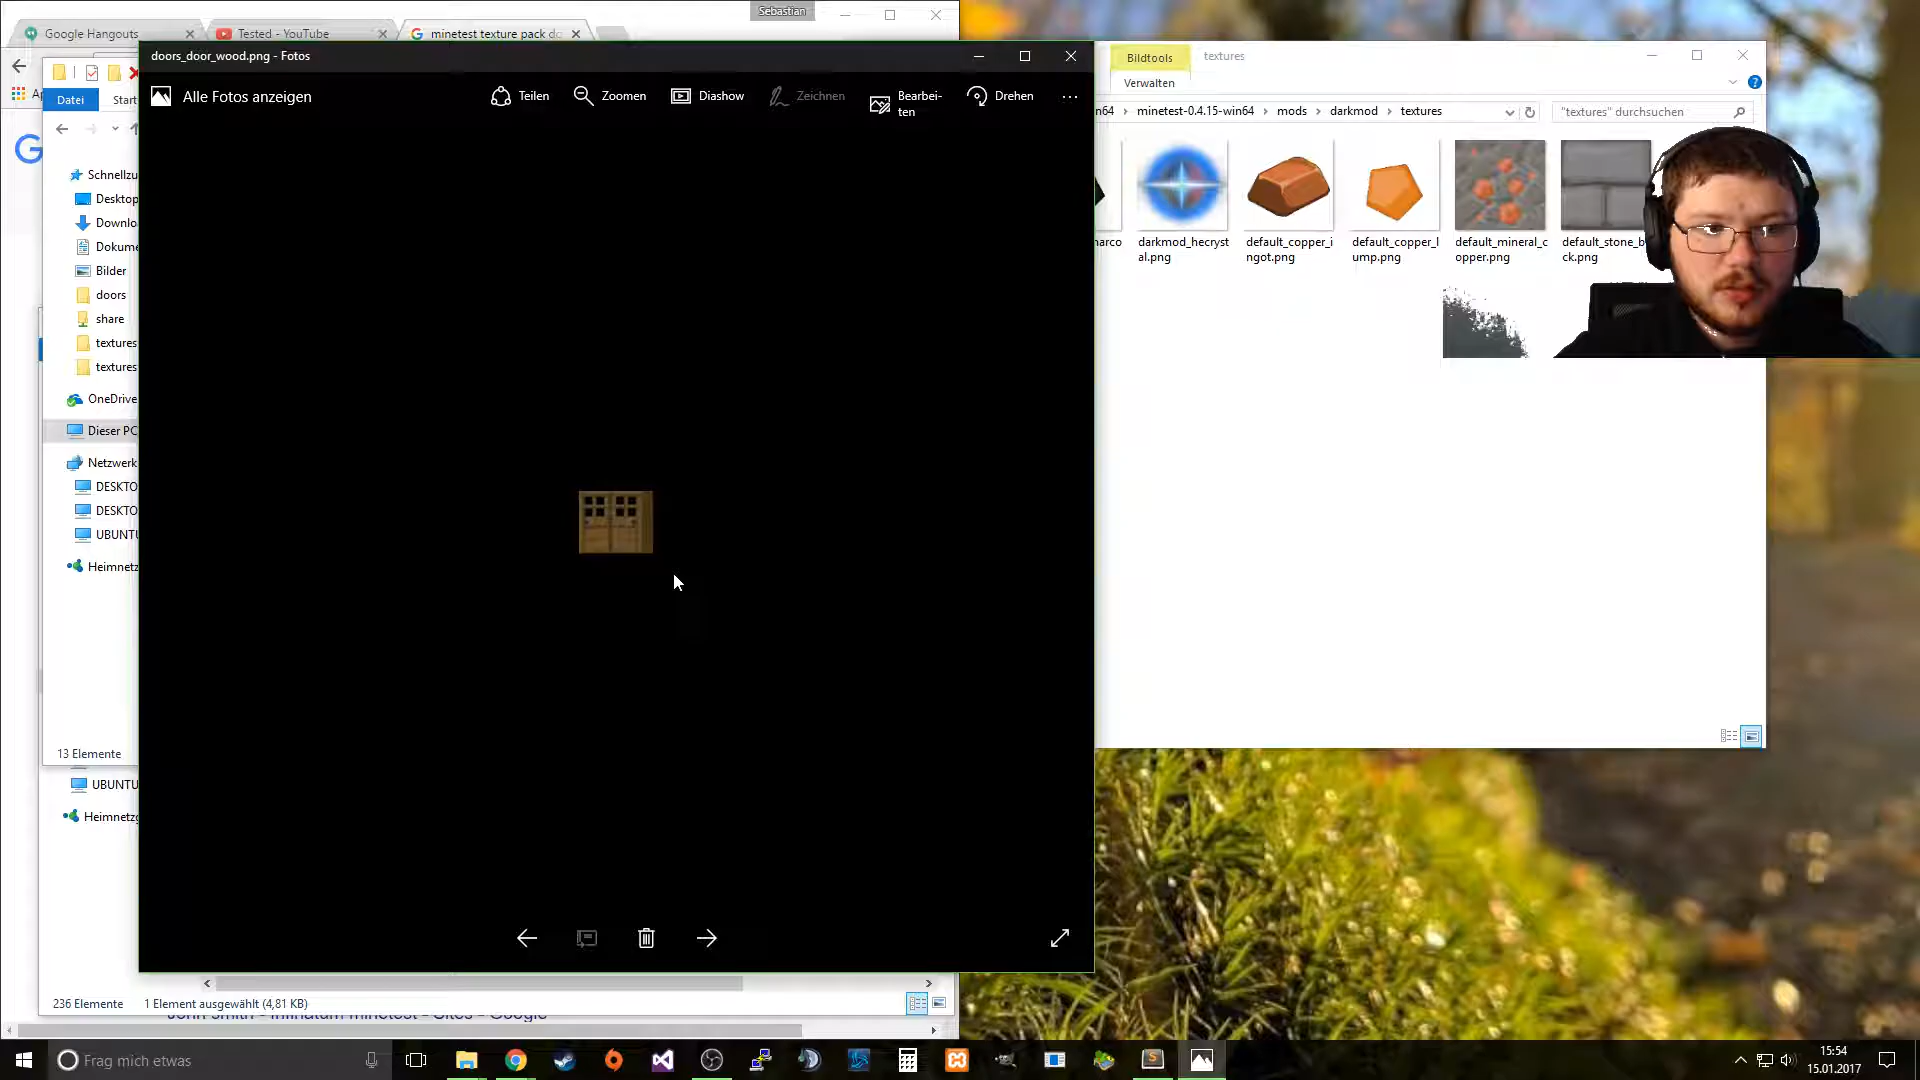 Sebastian
Google Hangouts
Tested - YouTube
minetest texture pack do
doors_door_wood.png - Fotos
Alle Fotos anzeigen
Teilen
Zoomen
Diashow
Zeichnen
Bearbei-
ten
Drehen
Datei
Start
Schnellzu
Desktop
Downlo
Dokume
Bilder
doors
share
textures
textures
OneDrive
Dieser PC
Netzwerk
DESKTO
DESKTO
UBUNTU
Heimnetz
13 Elemente
UBUNTU
Heimnetzg
236 Elemente
1 Element ausgewählt (4,81 KB)
Bildtools
textures
Verwalten
n64 > minetest-0.4.15-win64 > mods > darkmod > textures
"textures" durchsuchen
darkmod_hecryst
al.png
default_copper_i
ngot.png
default_copper_l
ump.png
default_mineral_c
opper.png
default_stone_b
ck.png
Frag mich etwas
15:54
15.01.2017